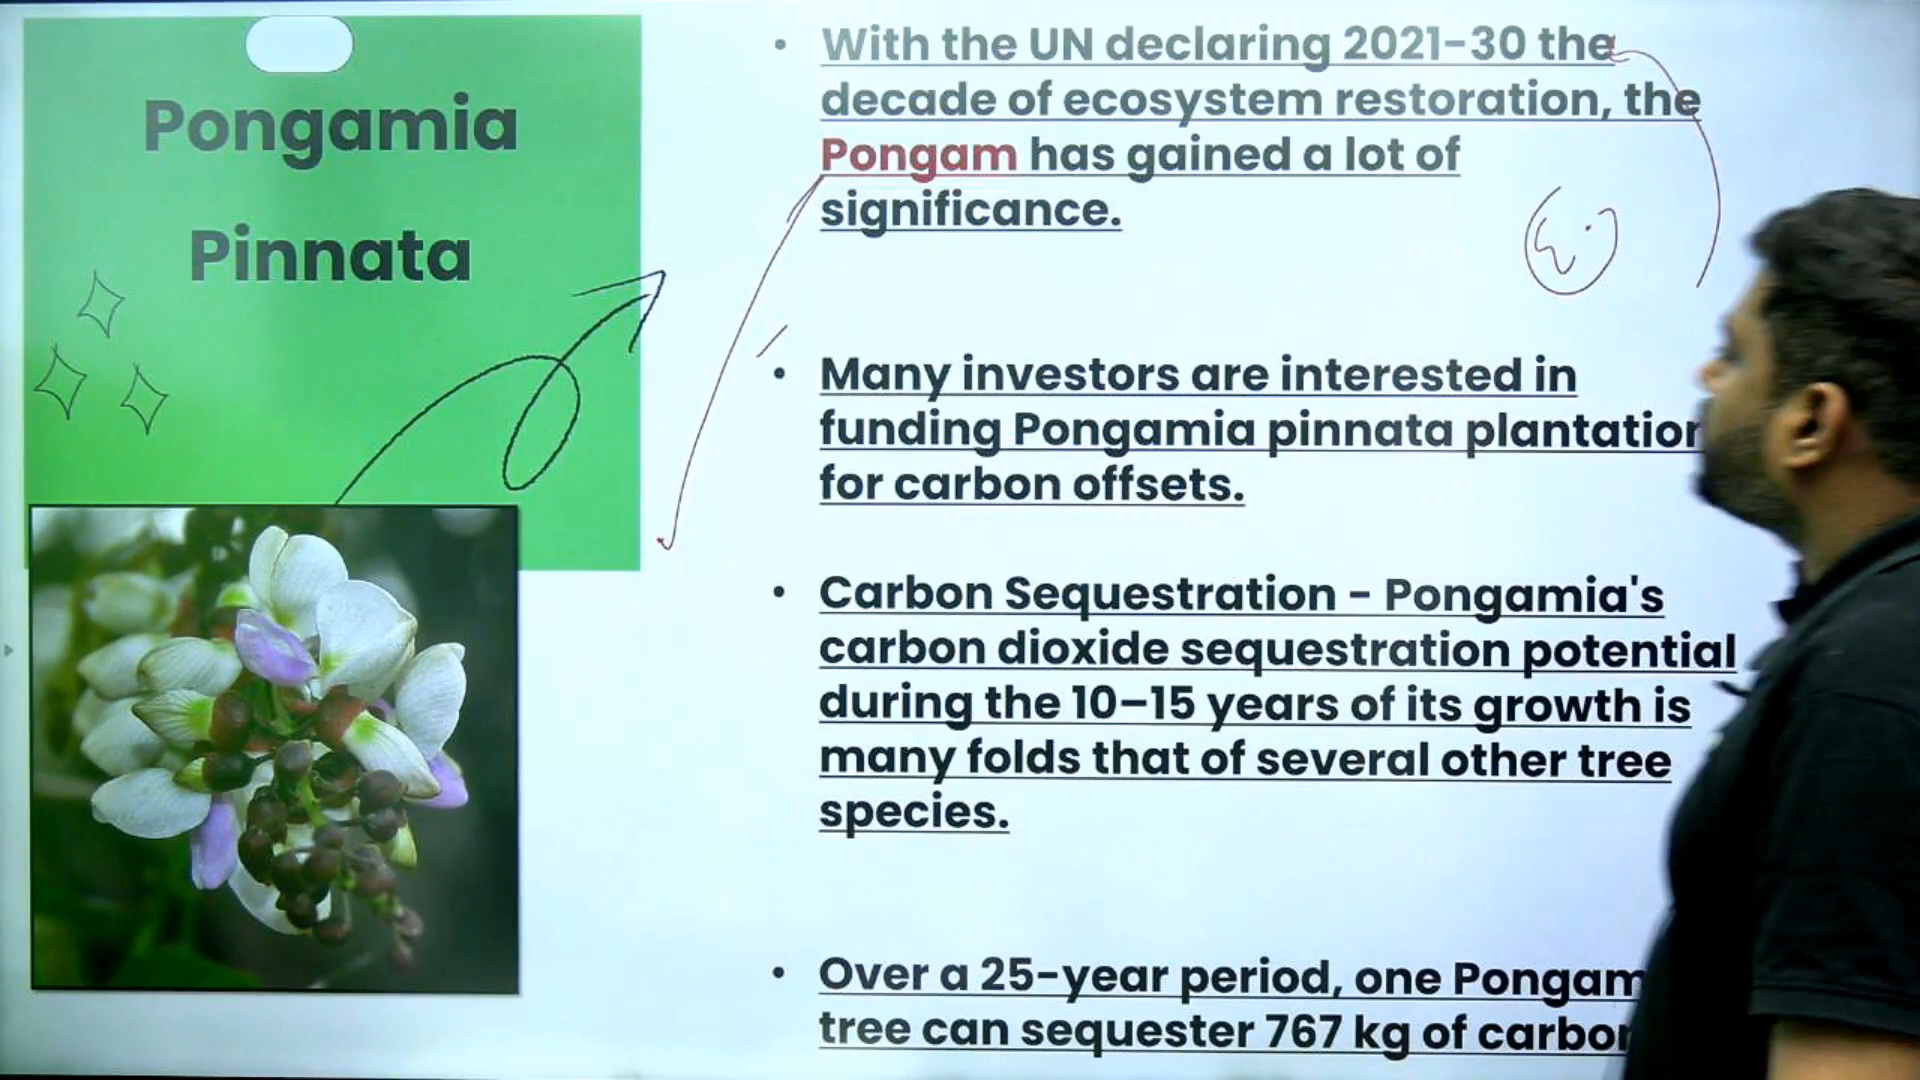 Pongamia
Pinnata
• With the UN declaring 2021-30 the
decade of ecosystem restoration, the
Pongam has gained a lot of
significance.
• Many investors are interested in
funding Pongamia pinnata
for carbon offsets.
• Carbon Sequestration - Pongamia's
carbon dioxide sequestration potential
during the 10–15 years of its growth is
many folds that of several other tree
species.
• Over a 25-year period, one Pongam
tree can sequester 767 kg of